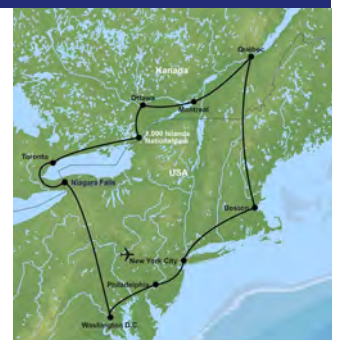 Québec
Kanada
Ottawa
Montreal
1.000 Islands
Nationalpark
Toronto
Niagara Falls
USA
Boston
New York City
Philadelphia
Washington D.C.